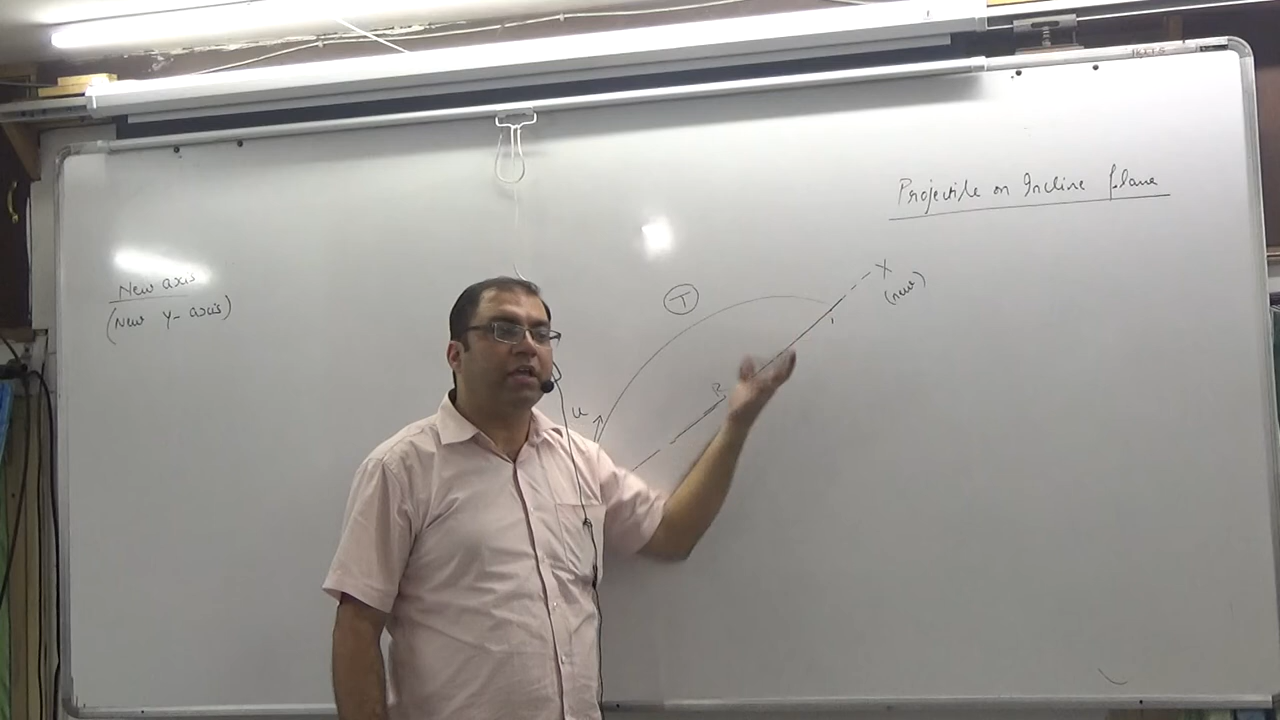 Projectile on Incline plane
New axis
(New Y- axis)
T
X
(new)
R
u